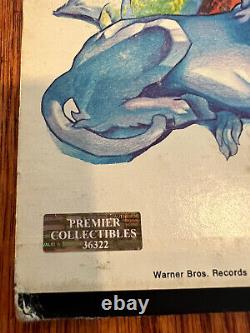 PREMIER
COLLECTIBLES
36322
Warner Bros. Records